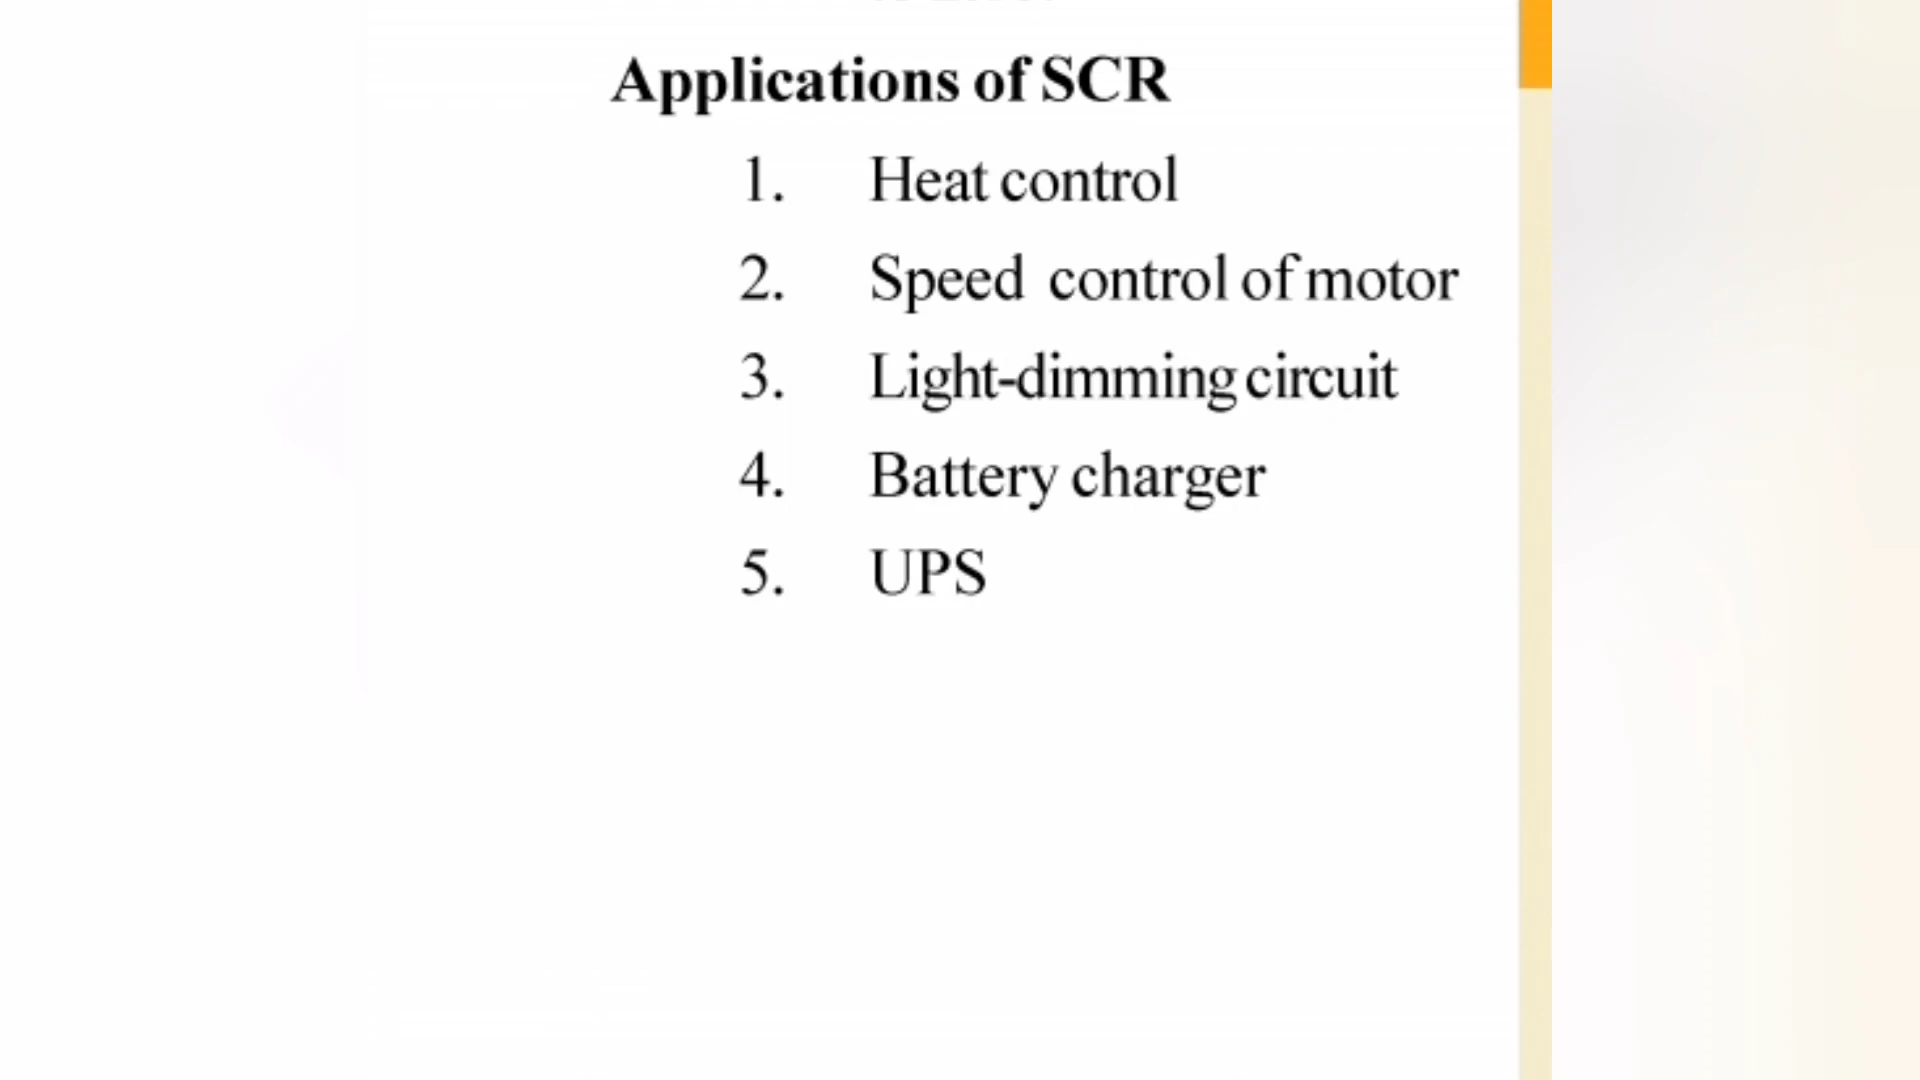 Applications of SCR
1. Heat control
2. Speed control of motor
3. Light-dimming circuit
4. Battery charger
5. UPS